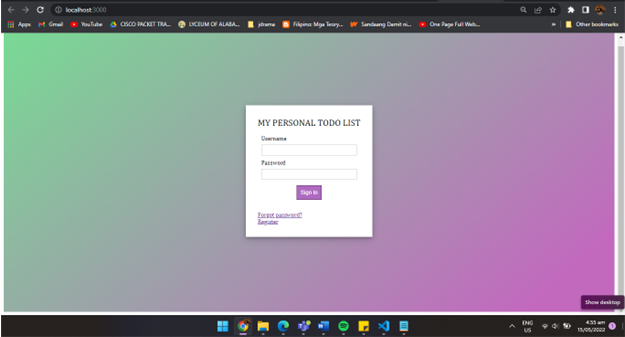 localhost:3000
Apps Gmail YouTube CISCO PACKET TRA... LYCEUM OF ALABA... jdrama Filipino: Mga Teory... Sandaang Damit ni... One Page Full Web... » Other bookmarks
MY PERSONAL TODO LIST
Username
Password
Sign In
Forgot password?
Register
Show desktop
ENG
US
4:55 am
15/05/2022